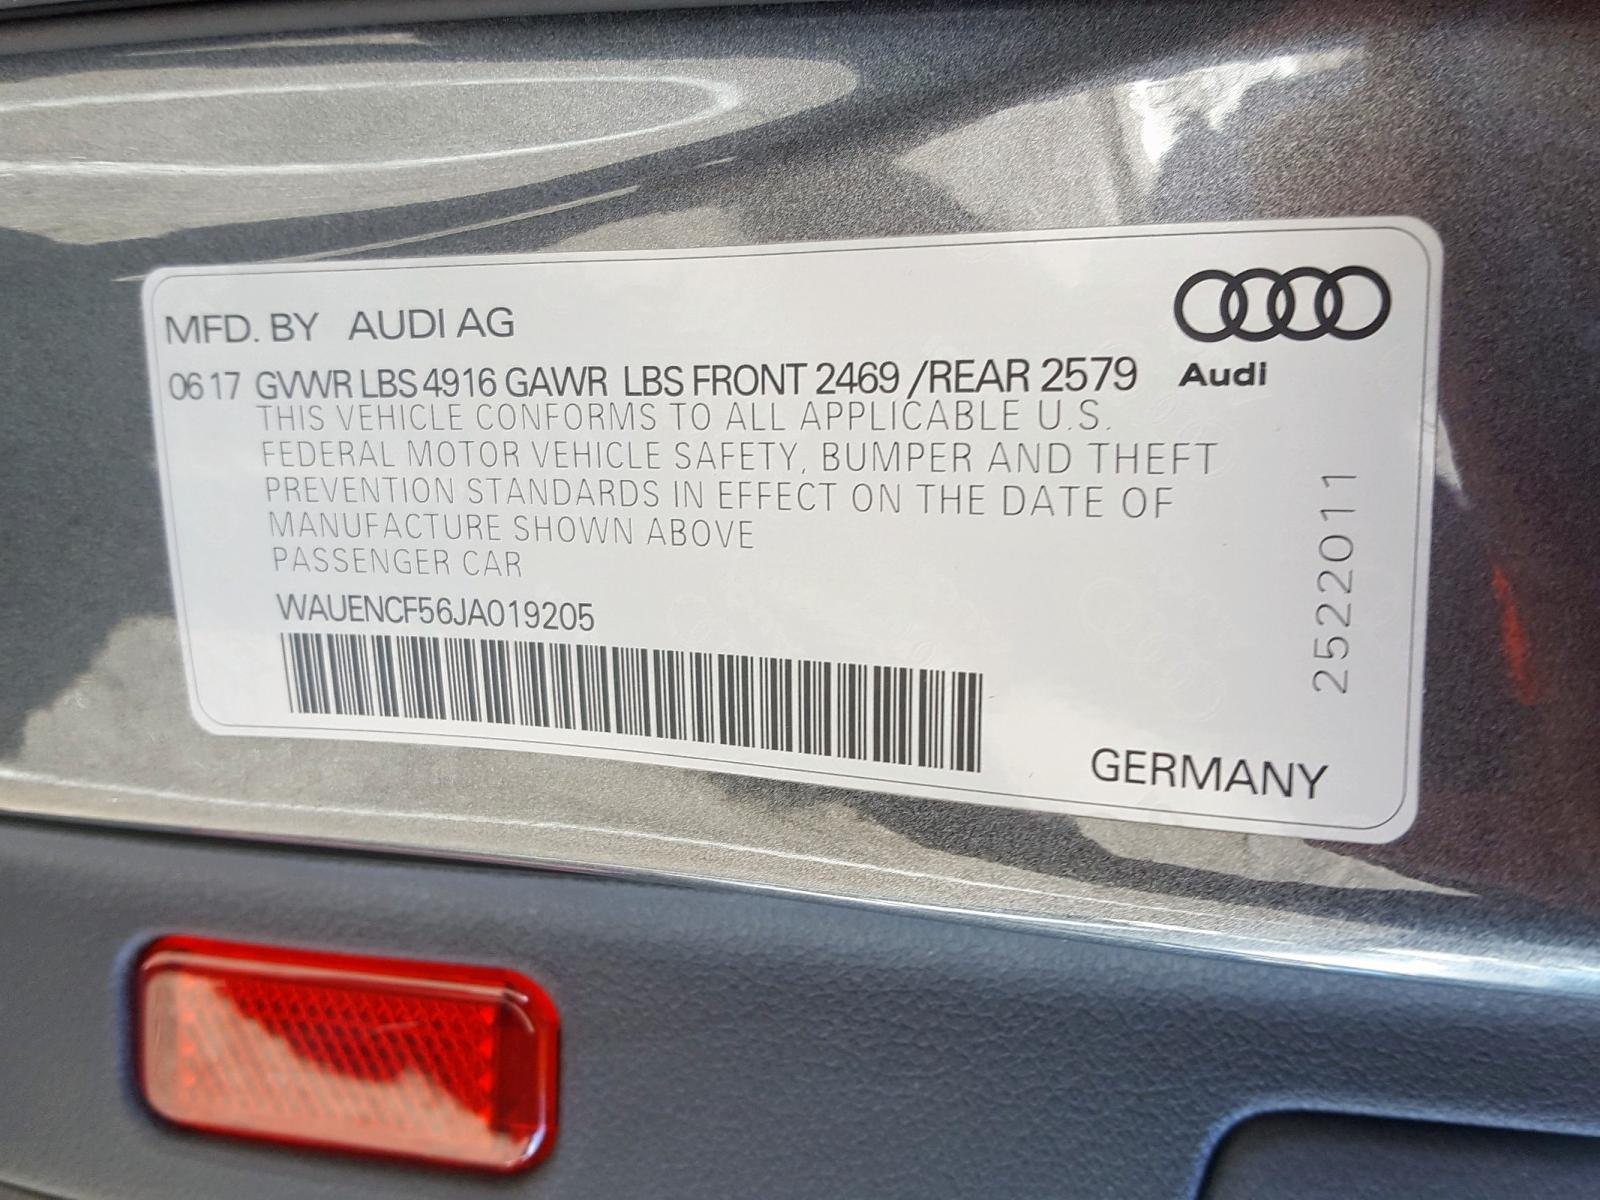 MFD. BY AUDI AG
06 17 GVWR LBS 4916 GAWR LBS FRONT 2469 /REAR 2579
THIS VEHICLE CONFORMS TO ALL APPLICABLE U.S.
FEDERAL MOTOR VEHICLE SAFETY, BUMPER AND THEFT
PREVENTION STANDARDS IN EFFECT ON THE DATE OF
MANUFACTURE SHOWN ABOVE
PASSENGER CAR
WAUENCF56JA019205
Audi
2522011
GERMANY